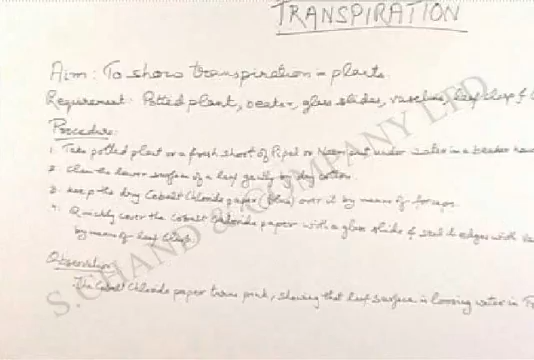 TRANSPIRATION
Aim: To show transpiration in plants.
Requirement: Potted plant, beaker, glass slides, vaseline, leaf clasp &
Procedure:
1. Take potted plant or a fresh shoot of Pipal or Neem cut under water in a beaker
2. Clean the lower surface of a leaf gently by dry cotton.
3. Keep the dry Cobalt Chloride paper (blue) over it by means of forceps.
4. Quickly cover the Cobalt Chloride paper with a glass slide & seal it edges with
by means of leaf clasp.
Observation:
The Cobalt Chloride paper turns pink, showing that leaf surface is loosing water in
S. CHAND & COMPANY LTD.